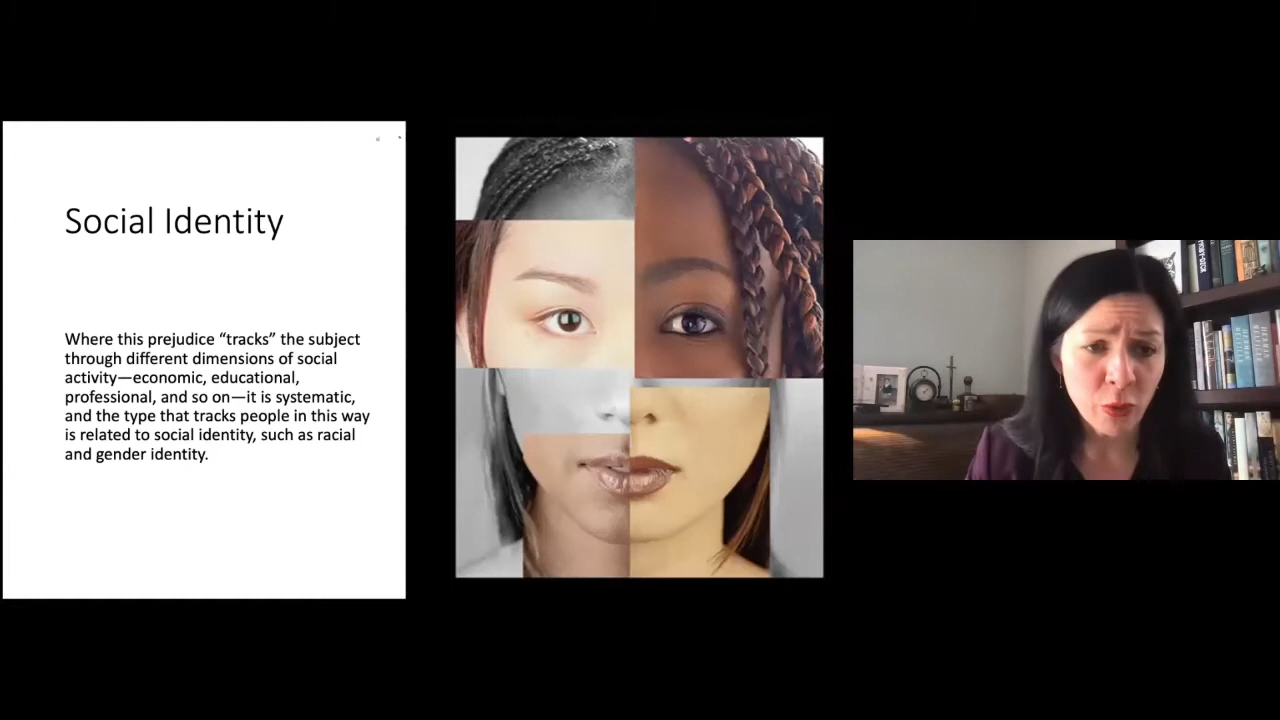 Social Identity
Where this prejudice “tracks” the subject
through different dimensions of social
activity—economic, educational,
professional, and so on—it is systematic,
and the type that tracks people in this way
is related to social identity, such as racial
and gender identity.